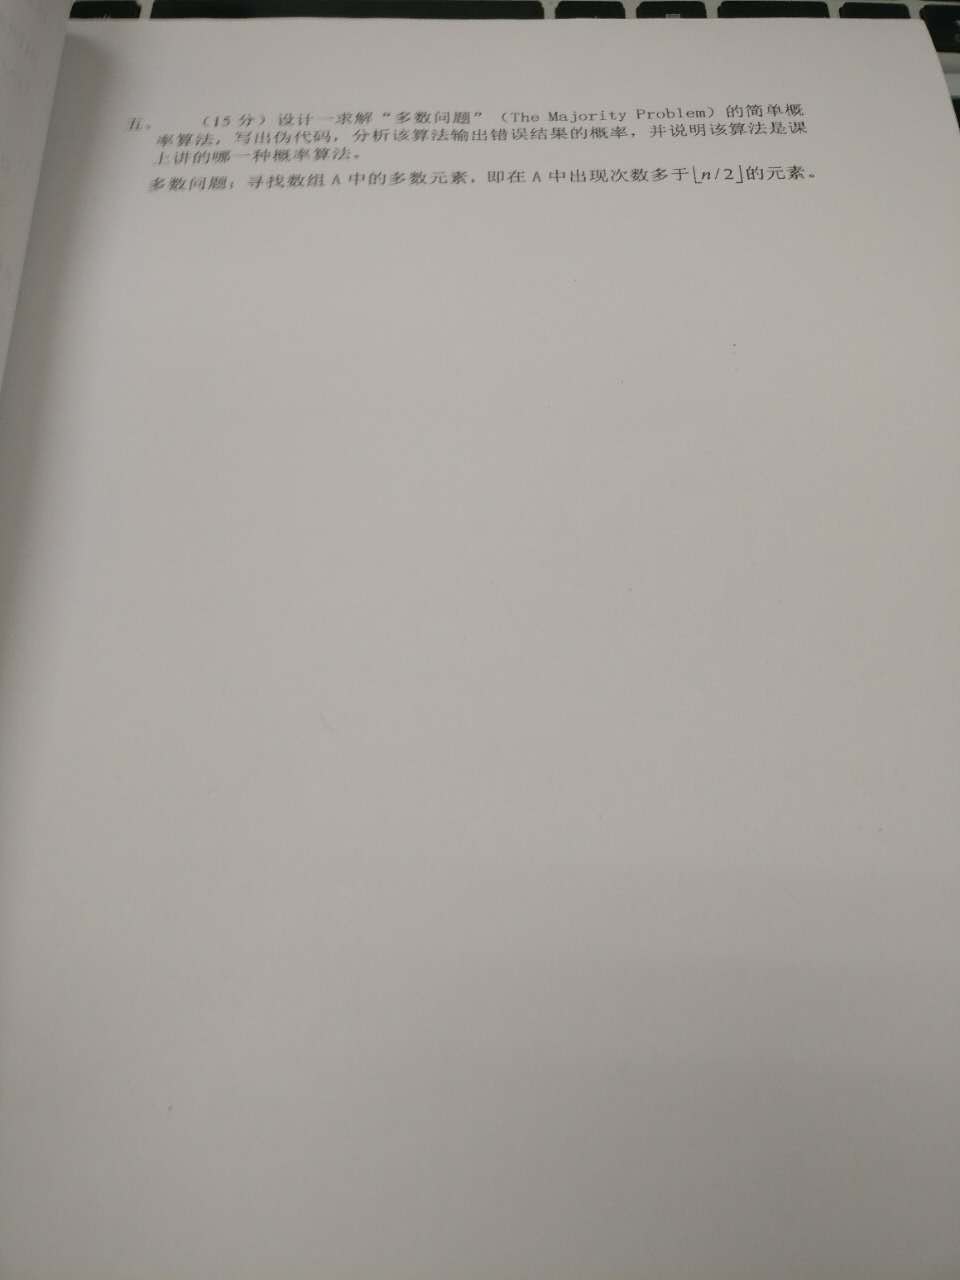 五。 （15 分）设计一求解“多数问题”（The Majority Problem）的简单概
率算法，写出伪代码，分析该算法输出错误结果的概率，并说明该算法是课
上讲的哪一种概率算法。
多数问题：寻找数组 A 中的多数元素，即在 A 中出现次数多于⌊n/2⌋的元素。